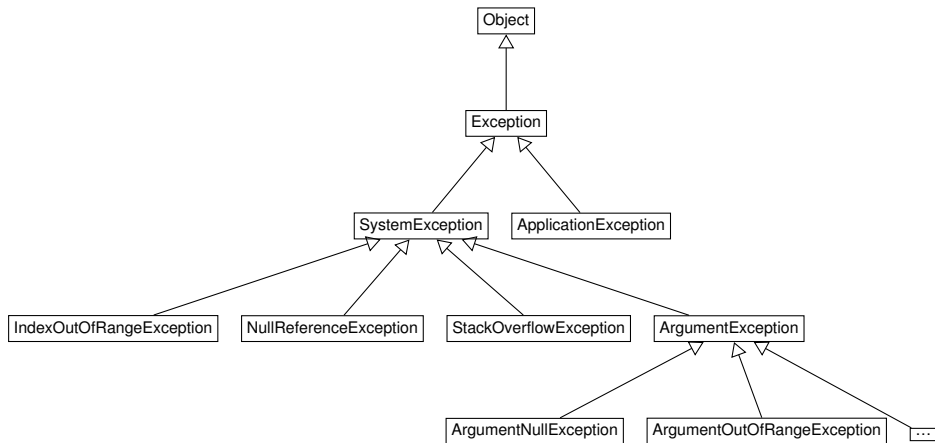 Object
Exception
SystemException
ApplicationException
IndexOutOfRangeException
NullReferenceException
StackOverflowException
ArgumentException
ArgumentNullException
ArgumentOutOfRangeException
...